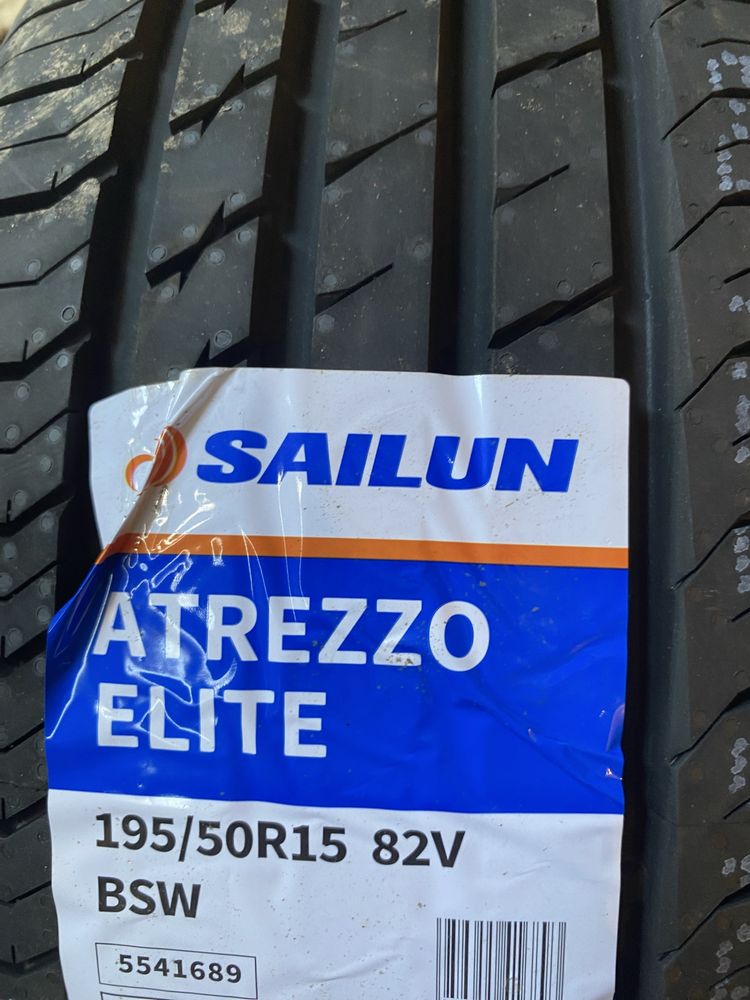 SAILUN
ATREZZO
ELITE
195/50R15 82V
BSW
5541689